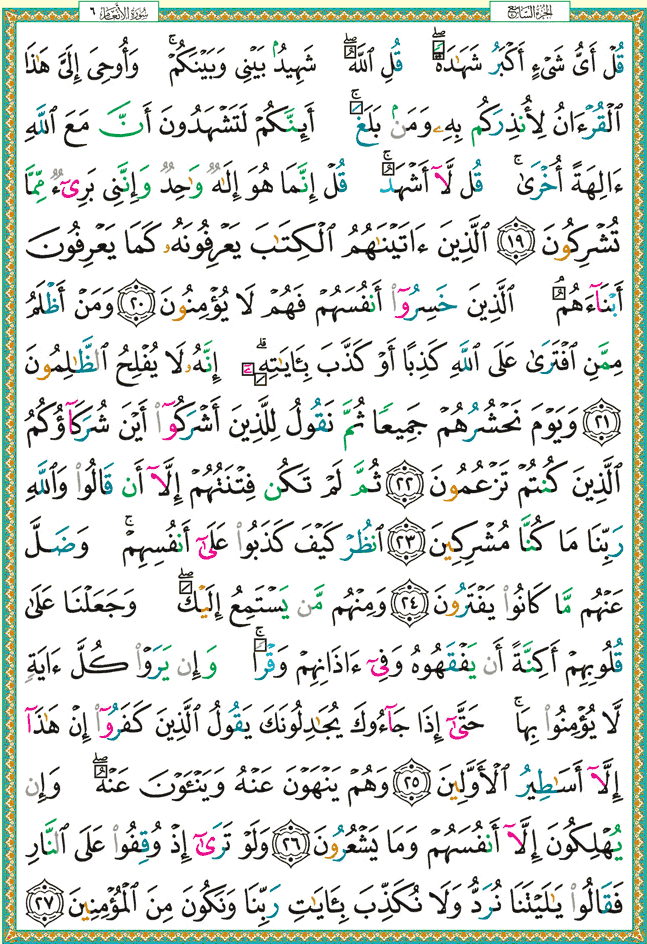 الجزء السابع
سورة الأنعام ٦
قُلْ أَىُّ شَىْءٍ أَكْبَرُ شَهَـٰدَةً ۖ قُلِ ٱللَّهُ ۖ شَهِيدٌۢ بَيْنِى وَبَيْنَكُمْ ۚ وَأُوحِىَ إِلَىَّ هَـٰذَا
ٱلْقُرْءَانُ لِأُنذِرَكُم بِهِۦ وَمَنۢ بَلَغَ ۚ أَئِنَّكُمْ لَتَشْهَدُونَ أَنَّ مَعَ ٱللَّهِ
ءَالِهَةً أُخْرَىٰ ۚ قُل لَّآ أَشْهَدُ ۚ قُلْ إِنَّمَا هُوَ إِلَـٰهٌ وَٰحِدٌ وَإِنَّنِى بَرِىٓءٌ مِّمَّا
تُشْرِكُونَ ١٩ ٱلَّذِينَ ءَاتَيْنَـٰهُمُ ٱلْكِتَـٰبَ يَعْرِفُونَهُۥ كَمَا يَعْرِفُونَ
أَبْنَآءَهُمُ ۘ ٱلَّذِينَ خَسِرُوٓا۟ أَنفُسَهُمْ فَهُمْ لَا يُؤْمِنُونَ ٢٠ وَمَنْ أَظْلَمُ
مِمَّنِ ٱفْتَرَىٰ عَلَى ٱللَّهِ كَذِبًا أَوْ كَذَّبَ بِـَٔايَـٰتِهِۦٓ ۗ إِنَّهُۥ لَا يُفْلِحُ ٱلظَّـٰلِمُونَ
٢١ وَيَوْمَ نَحْشُرُهُمْ جَمِيعًا ثُمَّ نَقُولُ لِلَّذِينَ أَشْرَكُوٓا۟ أَيْنَ شُرَكَآؤُكُمُ
ٱلَّذِينَ كُنتُمْ تَزْعُمُونَ ٢٢ ثُمَّ لَمْ تَكُن فِتْنَتُهُمْ إِلَّآ أَن قَالُوا۟ وَٱللَّهِ
رَبِّنَا مَا كُنَّا مُشْرِكِينَ ٢٣ ٱنظُرْ كَيْفَ كَذَبُوا۟ عَلَىٰٓ أَنفُسِهِمْ ۚ وَضَلَّ
عَنْهُم مَّا كَانُوا۟ يَفْتَرُونَ ٢٤ وَمِنْهُم مَّن يَسْتَمِعُ إِلَيْكَ ۖ وَجَعَلْنَا عَلَىٰ
قُلُوبِهِمْ أَكِنَّةً أَن يَفْقَهُوهُ وَفِىٓ ءَاذَانِهِمْ وَقْرًا ۚ وَإِن يَرَوْا۟ كُلَّ ءَايَةٍ
لَّا يُؤْمِنُوا۟ بِهَا ۚ حَتَّىٰٓ إِذَا جَآءُوكَ يُجَـٰدِلُونَكَ يَقُولُ ٱلَّذِينَ كَفَرُوٓا۟ إِنْ هَـٰذَآ
إِلَّآ أَسَـٰطِيرُ ٱلْأَوَّلِينَ ٢٥ وَهُمْ يَنْهَوْنَ عَنْهُ وَيَنْـَٔوْنَ عَنْهُ ۖ وَإِن
يُهْلِكُونَ إِلَّآ أَنفُسَهُمْ وَمَا يَشْعُرُونَ ٢٦ وَلَوْ تَرَىٰٓ إِذْ وُقِفُوا۟ عَلَى ٱلنَّارِ
فَقَالُوا۟ يَـٰلَيْتَنَا نُرَدُّ وَلَا نُكَذِّبَ بِـَٔايَـٰتِ رَبِّنَا وَنَكُونَ مِنَ ٱلْمُؤْمِنِينَ ٢٧